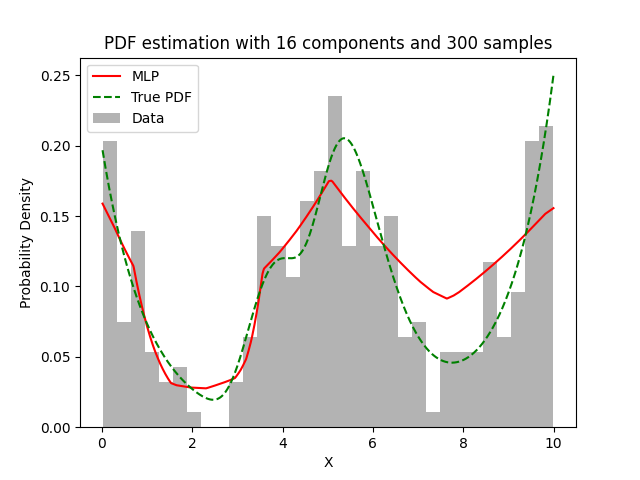 PDF estimation with 16 components and 300 samples
MLP
True PDF
Data
Probability Density
0.25
0.20
0.15
0.10
0.05
0.00
0
2
4
6
8
10
X